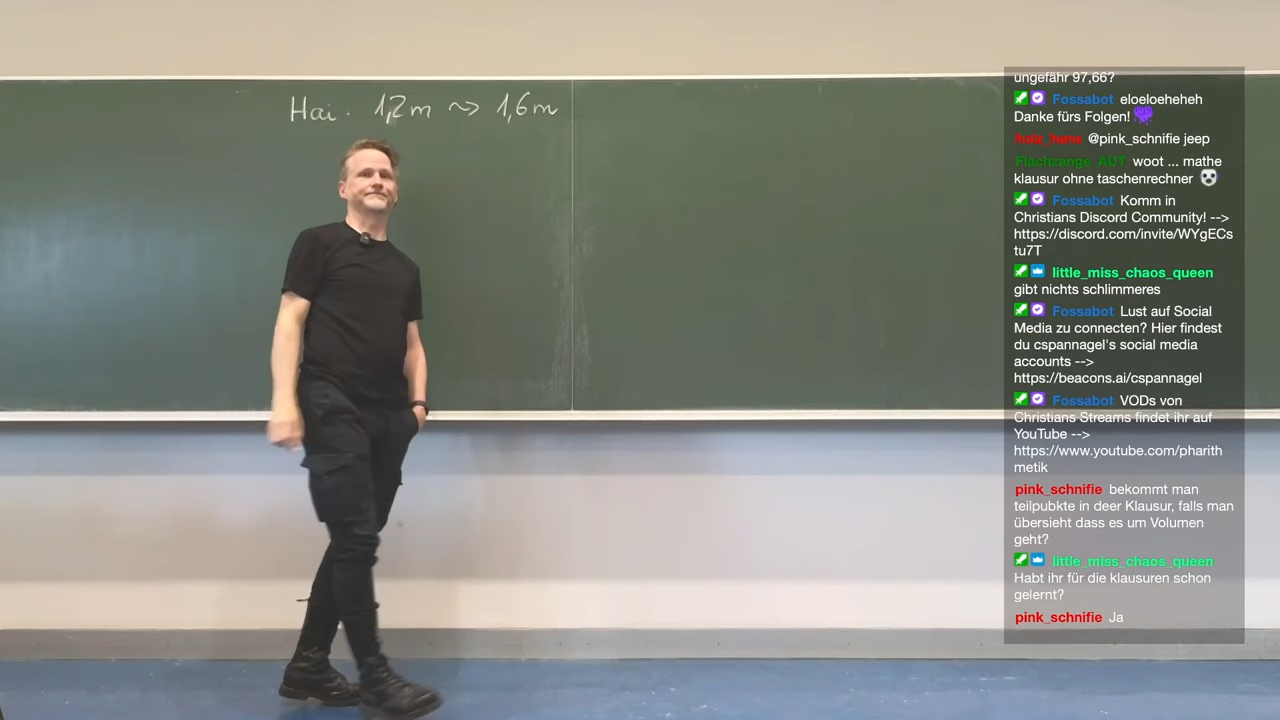 Hai. 1,2m ⤳ 1,6m
ungefähr 97,66?
Fossabot eloeloeheheh
Danke fürs Folgen!
holz_hans @pink_schnifie jeep
Flachzange_AUT woot ... mathe
klausur ohne taschenrechner
Fossabot Komm in
Christians Discord Community! -->
https://discord.com/invite/WYgECs
tu7T
little_miss_chaos_queen
gibt nichts schlimmeres
Fossabot Lust auf Social
Media zu connecten? Hier findest
du cspannagel's social media
accounts -->
https://beacons.ai/cspannagel
Fossabot VODs von
Christians Streams findet ihr auf
YouTube -->
https://www.youtube.com/pharith
metik
pink_schnifie bekommt man
teilpubkte in deer Klausur, falls man
übersieht dass es um Volumen
geht?
little_miss_chaos_queen
Habt ihr für die klausuren schon
gelernt?
pink_schnifie Ja